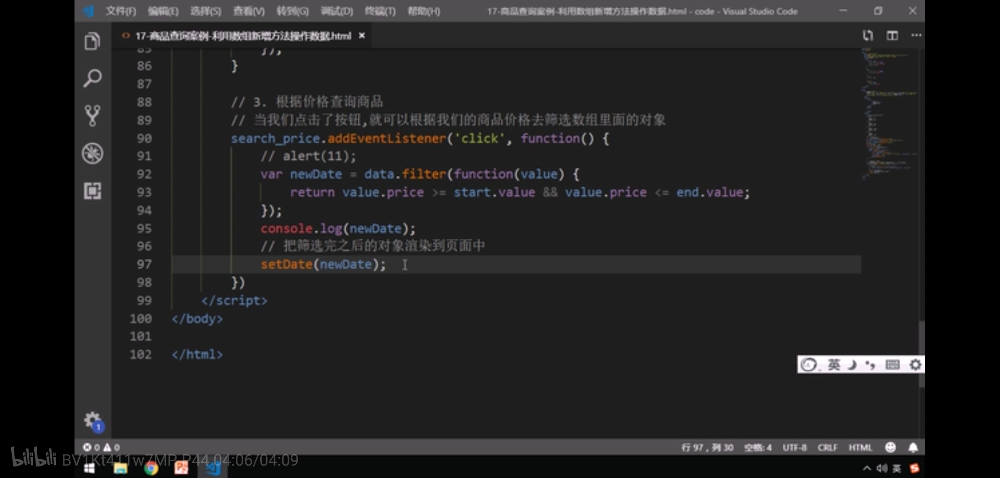 文件(F) 编辑(E) 选择(S) 查看(V) 转到(G) 调试(D) 终端(T) 帮助(H) 17-商品查询案例-利用数组新增方法操作数据.html - code - Visual Studio Code
17-商品查询案例-利用数组新增方法操作数据.html
85 });
86 }
87
88 // 3. 根据价格查询商品
89 // 当我们点击了按钮,就可以根据我们的商品价格去筛选数组里面的对象
90 search_price.addEventListener('click', function() {
91 // alert(11);
92 var newDate = data.filter(function(value) {
93 return value.price >= start.value && value.price <= end.value;
94 });
95 console.log(newDate);
96 // 把筛选完之后的对象渲染到页面中
97 setDate(newDate);
98 })
99 </script>
100 </body>
101
102 </html>
英
1
0 0 行 97，列 30 空格: 4 UTF-8 CRLF HTML
bilibili BV1Kt411w7MP P44 04:06/04:09
英